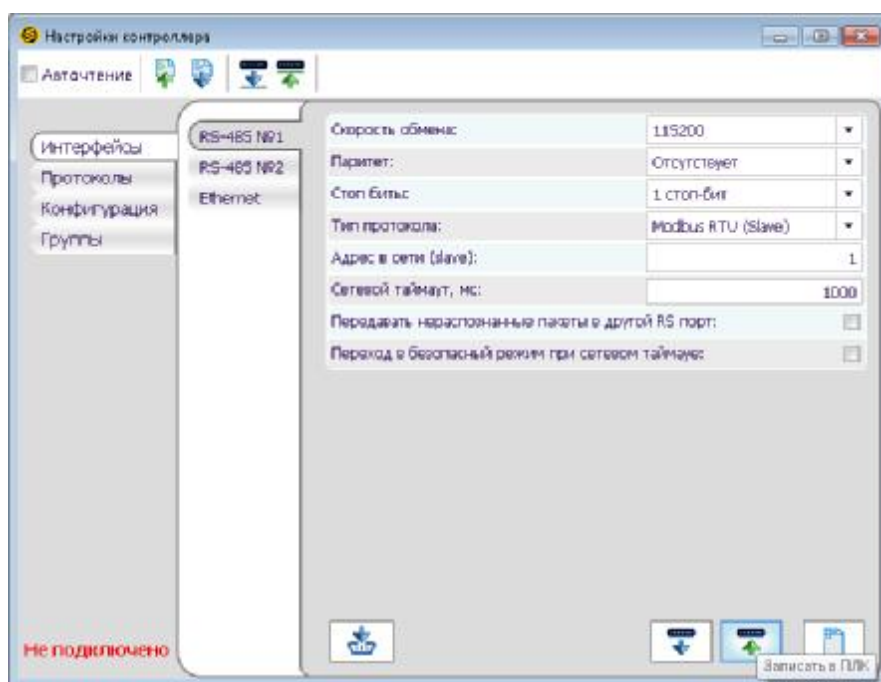 Настройки контроллера
Авточтение
Интерфейсы
Протоколы
Конфигурация
Группы
RS-485 №1
RS-485 №2
Ethernet
Скорость обмена: 115200
Паритет: Отсутствует
Стоп биты: 1 стоп-бит
Тип протокола: Modbus RTU (Slave)
Адрес в сети (slave): 1
Сетевой таймаут, мс: 1000
Передавать нераспознанные пакеты в другой RS порт:
Переход в безопасный режим при сетевом таймауте:
Не подключено
Записать в ПЛК